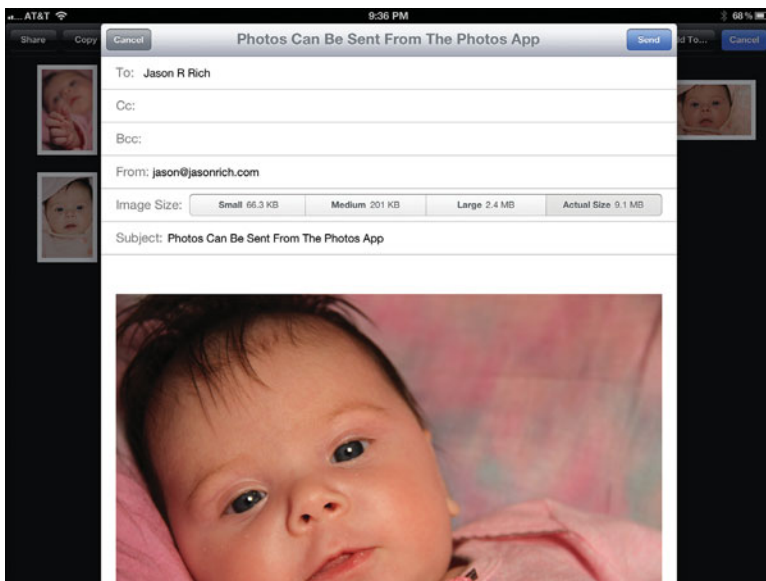 AT&T 9:36 PM 68%
Share Copy Cancel Photos Can Be Sent From The Photos App Send To... Cancel
To: Jason R Rich
Cc:
Bcc:
From: jason@jasonrich.com
Image Size: Small 66.3 KB Medium 201 KB Large 2.4 MB Actual Size 9.1 MB
Subject: Photos Can Be Sent From The Photos App